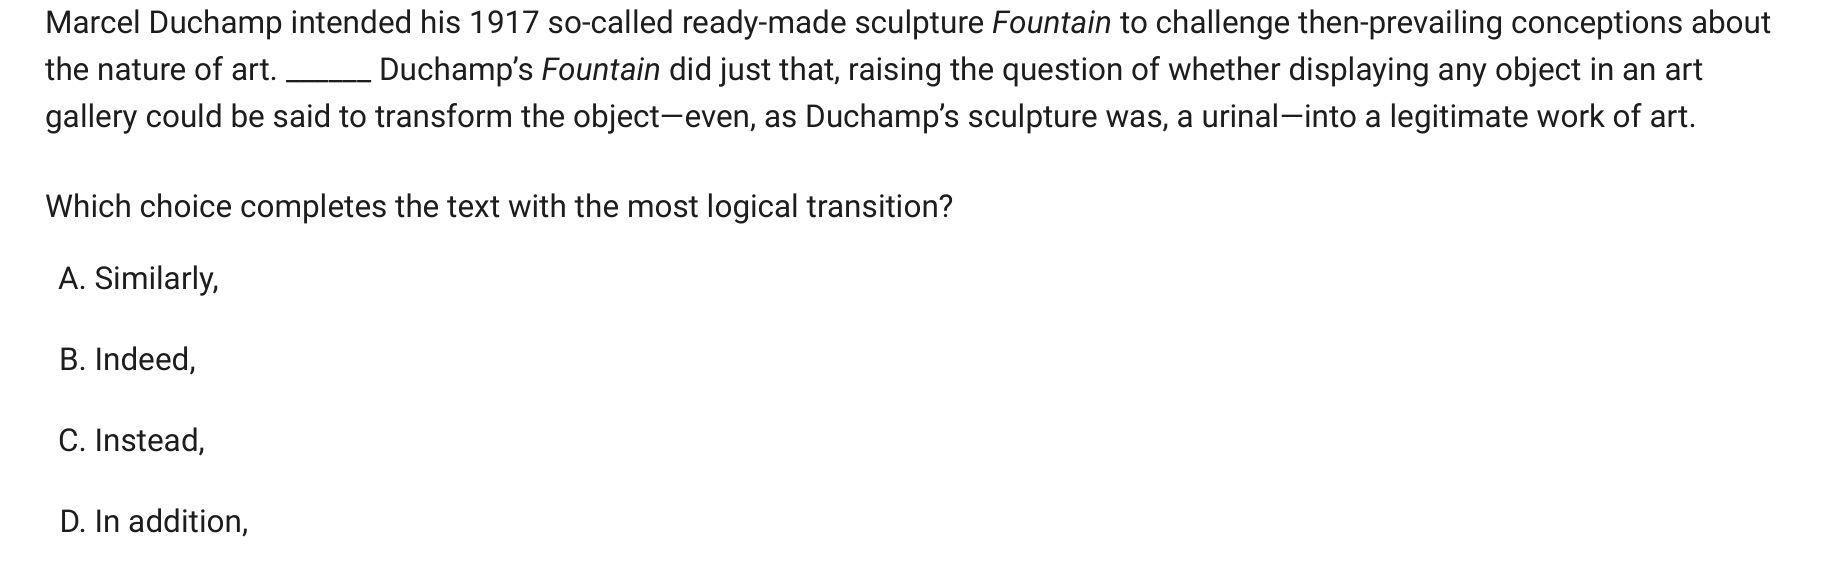 Marcel Duchamp intended his 1917 so-called ready-made sculpture Fountain to challenge then-prevailing conceptions about
the nature of art. ______ Duchamp's Fountain did just that, raising the question of whether displaying any object in an art
gallery could be said to transform the object—even, as Duchamp's sculpture was, a urinal—into a legitimate work of art.
Which choice completes the text with the most logical transition?
A. Similarly,
B. Indeed,
C. Instead,
D. In addition,